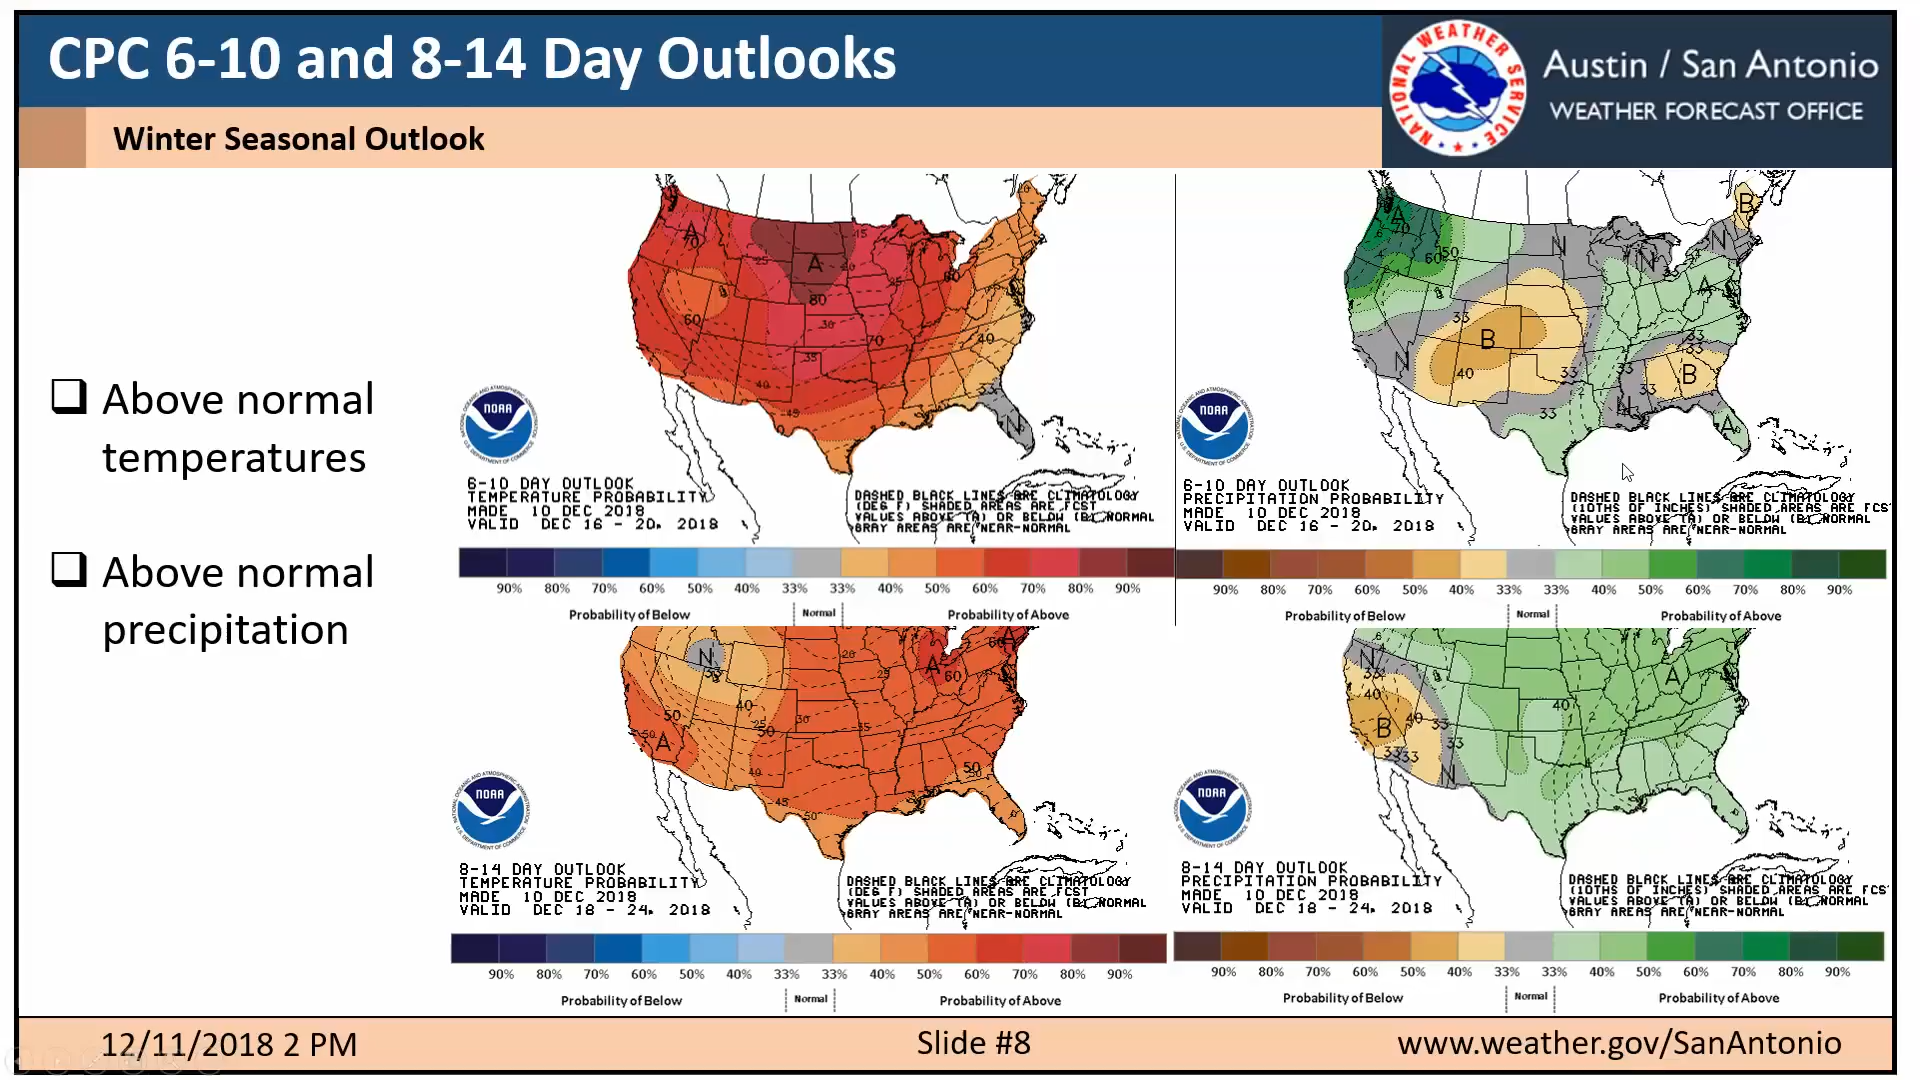 CPC 6-10 and 8-14 Day Outlooks
Winter Seasonal Outlook
NATIONAL WEATHER SERVICE
Austin / San Antonio
WEATHER FORECAST OFFICE
Above normal
temperatures
Above normal
precipitation
NOAA
6-10 DAY OUTLOOK
TEMPERATURE PROBABILITY
MADE 10 DEC 2018
VALID DEC 16 - 20, 2018
DASHED BLACK LINES ARE CLIMATOLOGY
(DEG F) SHADED AREAS ARE FCST
VALUES ABOVE (A) OR BELOW (B) NORMAL
GRAY AREAS ARE NEAR-NORMAL
90% 80% 70% 60% 50% 40% 33% 33% 40% 50% 60% 70% 80% 90%
Probability of Below Normal Probability of Above
NOAA
6-10 DAY OUTLOOK
PRECIPITATION PROBABILITY
MADE 10 DEC 2018
VALID DEC 16 - 20, 2018
DASHED BLACK LINES ARE CLIMATOLOGY
(10THS OF INCHES) SHADED AREAS ARE FCS
VALUES ABOVE (A) OR BELOW (B) NORMAL
GRAY AREAS ARE NEAR-NORMAL
90% 80% 70% 60% 50% 40% 33% 33% 40% 50% 60% 70% 80% 90%
Probability of Below Normal Probability of Above
NOAA
8-14 DAY OUTLOOK
TEMPERATURE PROBABILITY
MADE 10 DEC 2018
VALID DEC 18 - 24, 2018
DASHED BLACK LINES ARE CLIMATOLOGY
(DEG F) SHADED AREAS ARE FCST
VALUES ABOVE (A) OR BELOW (B) NORMAL
GRAY AREAS ARE NEAR-NORMAL
90% 80% 70% 60% 50% 40% 33% 33% 40% 50% 60% 70% 80% 90%
Probability of Below Normal Probability of Above
NOAA
8-14 DAY OUTLOOK
PRECIPITATION PROBABILITY
MADE 10 DEC 2018
VALID DEC 18 - 24, 2018
DASHED BLACK LINES ARE CLIMATOLOGY
(10THS OF INCHES) SHADED AREAS ARE FCS
VALUES ABOVE (A) OR BELOW (B) NORMAL
GRAY AREAS ARE NEAR-NORMAL
90% 80% 70% 60% 50% 40% 33% 33% 40% 50% 60% 70% 80% 90%
Probability of Below Normal Probability of Above
12/11/2018 2 PM
Slide #8
www.weather.gov/SanAntonio